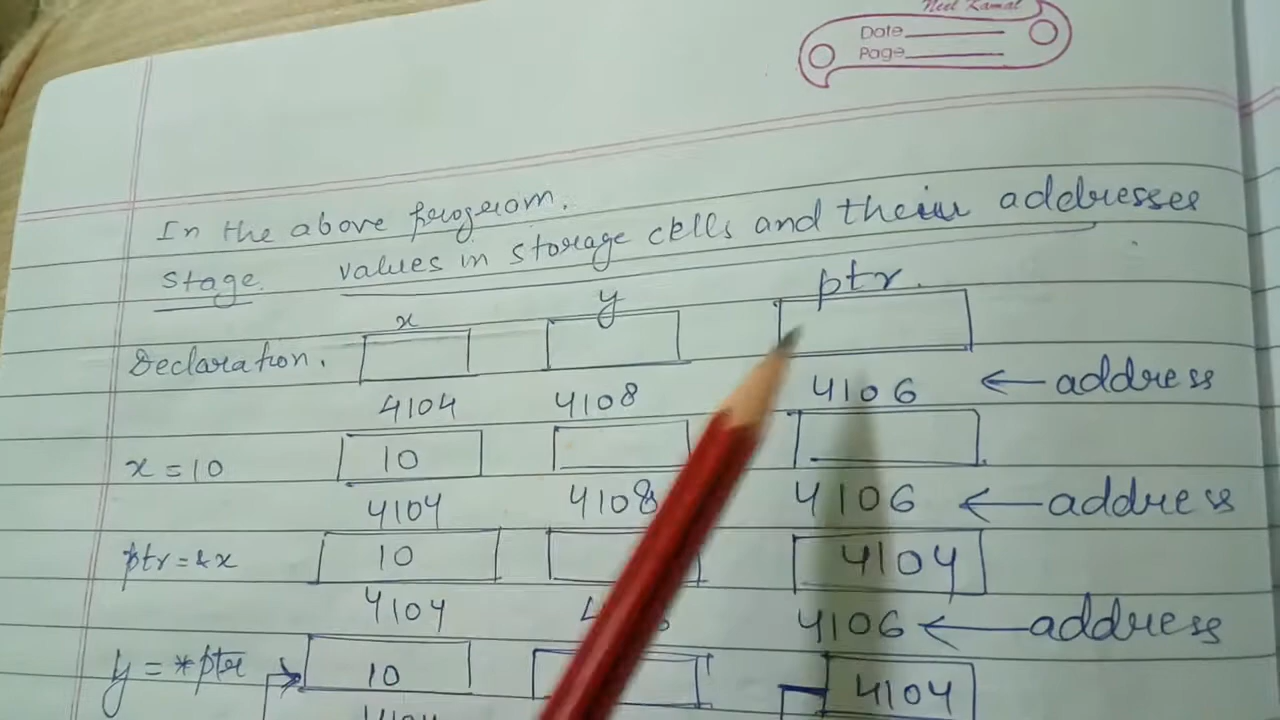 Neel Kamal
Date
Page
In the above program.
Stage. values in storage cells and their addresses
x y ptr.
Declaration.
4104 4108 4106 ← address
x = 10 10
4104 4108 4106 ← address
ptr = &x 10 4104
4104 4106 ← address
y = *ptr 10 4104
4104